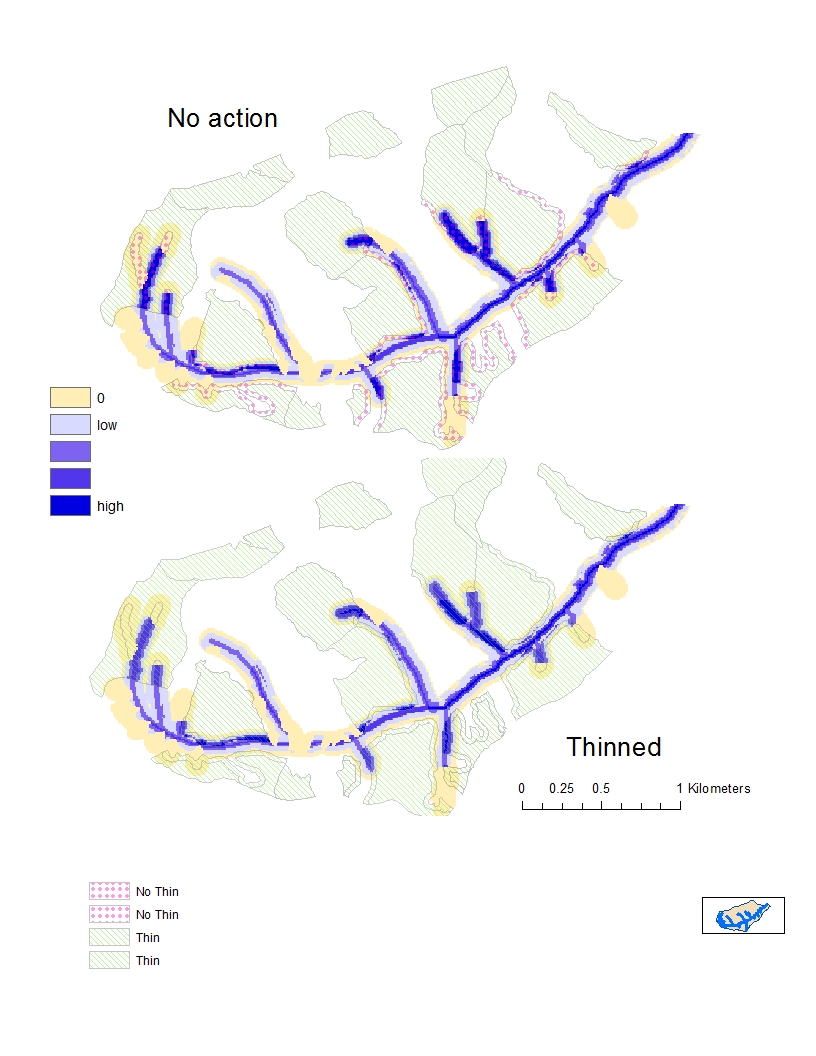 No action
0
low
high
Thinned
0 0.25 0.5 1 Kilometers
No Thin
No Thin
Thin
Thin